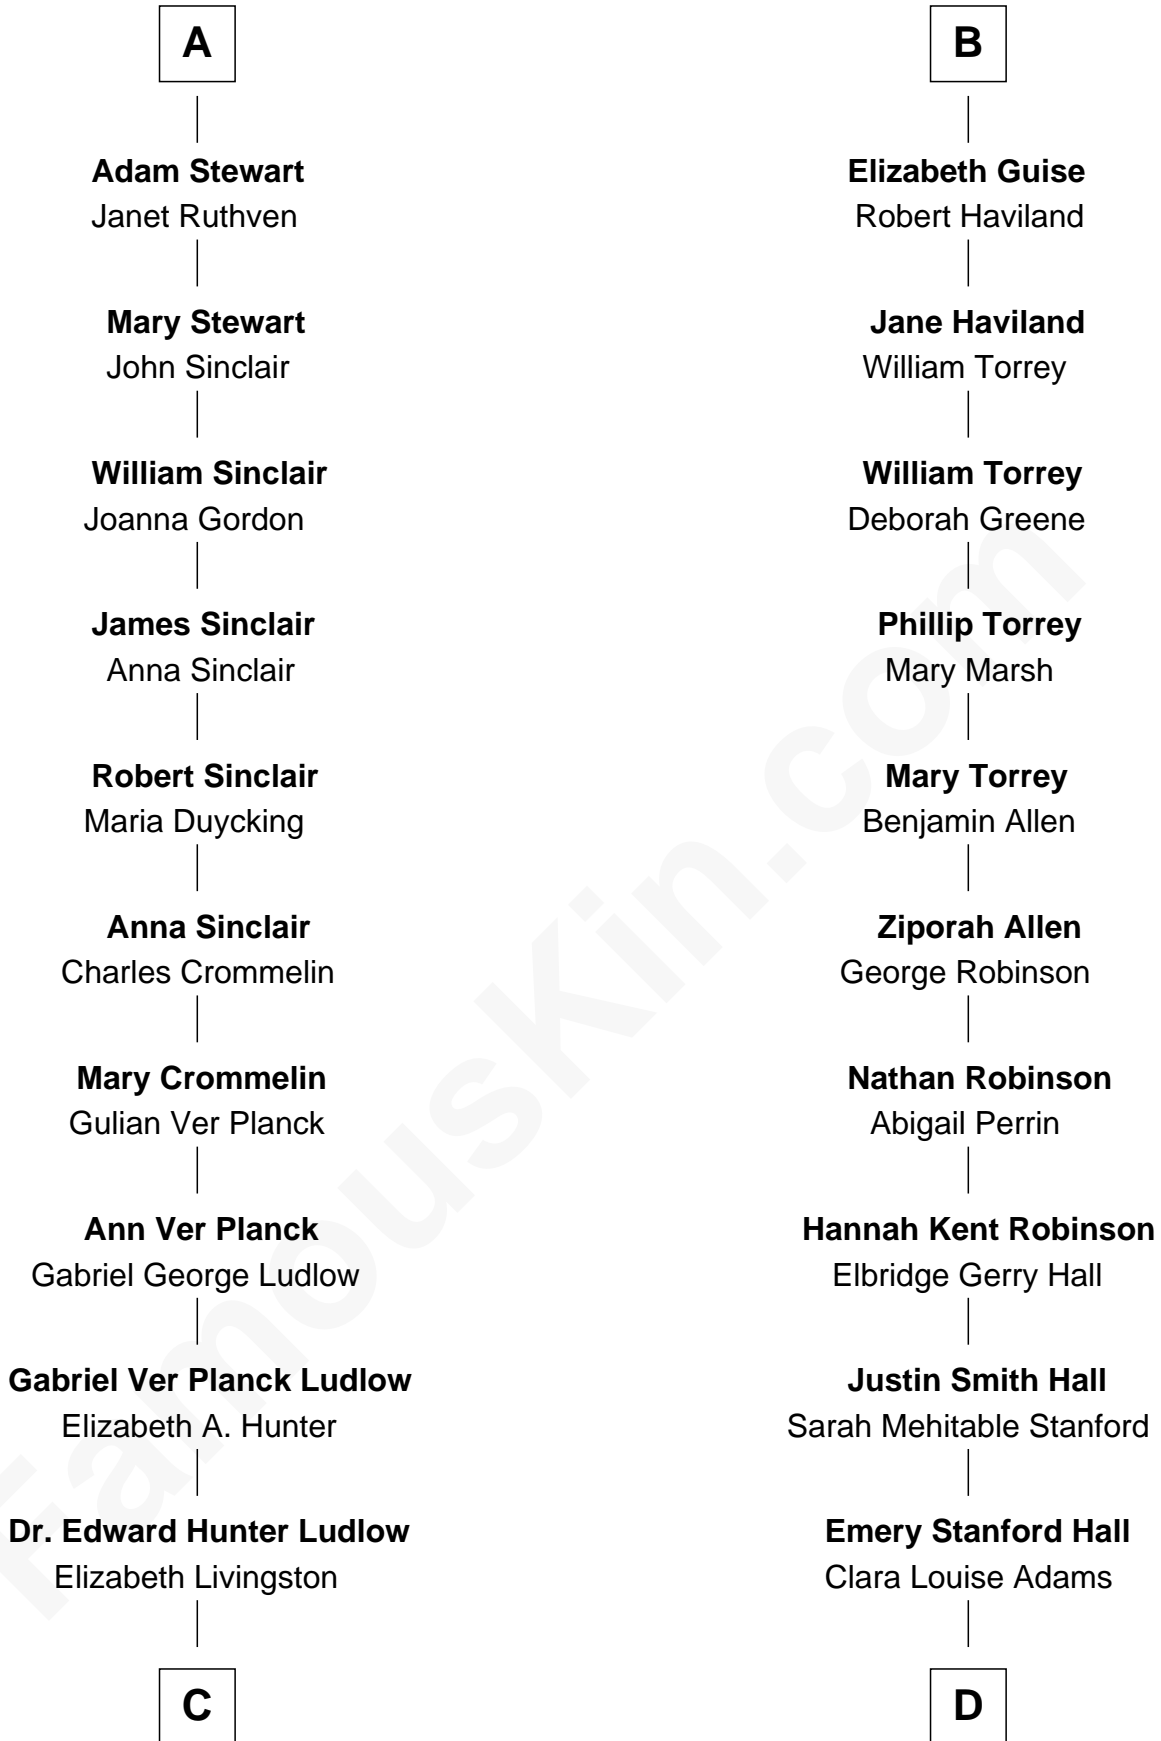 A
Adam Stewart
Janet Ruthven
Mary Stewart
John Sinclair
William Sinclair
Joanna Gordon
James Sinclair
Anna Sinclair
Robert Sinclair
Maria Duycking
Anna Sinclair
Charles Crommelin
Mary Crommelin
Gulian Ver Planck
Ann Ver Planck
Gabriel George Ludlow
Gabriel Ver Planck Ludlow
Elizabeth A. Hunter
Dr. Edward Hunter Ludlow
Elizabeth Livingston
C
B
Elizabeth Guise
Robert Haviland
Jane Haviland
William Torrey
William Torrey
Deborah Greene
Phillip Torrey
Mary Marsh
Mary Torrey
Benjamin Allen
Ziporah Allen
George Robinson
Nathan Robinson
Abigail Perrin
Hannah Kent Robinson
Elbridge Gerry Hall
Justin Smith Hall
Sarah Mehitable Stanford
Emery Stanford Hall
Clara Louise Adams
D
FamousKin.com